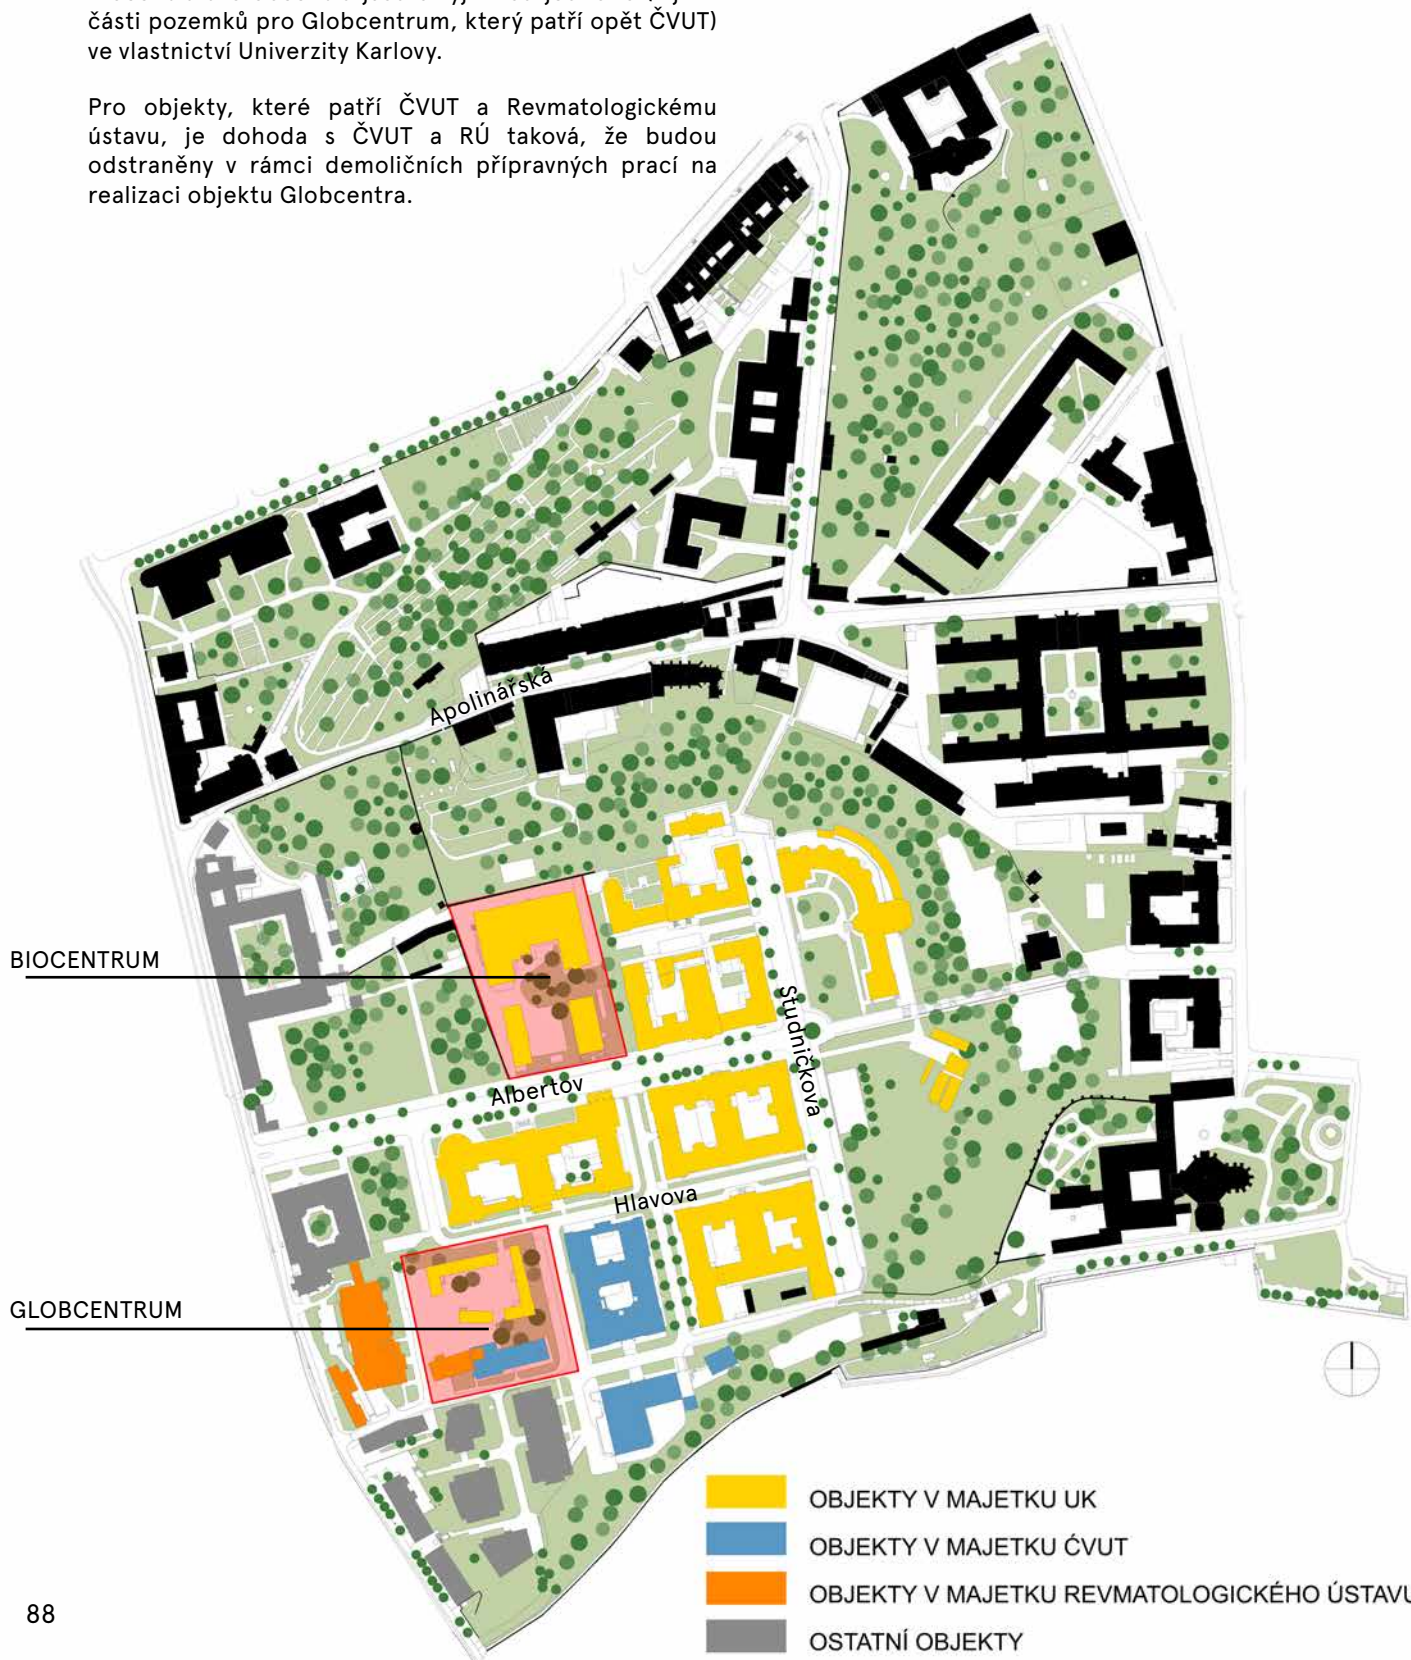 části pozemků pro Globcentrum, který patří opět ČVUT)
ve vlastnictví Univerzity Karlovy.
Pro objekty, které patří ČVUT a Revmatologickému
ústavu, je dohoda s ČVUT a RÚ taková, že budou
odstraněny v rámci demoličních přípravných prací na
realizaci objektu Globcentra.
Apolinářská
BIOCENTRUM
Studničkova
Albertov
Hlavova
GLOBCENTRUM
OBJEKTY V MAJETKU UK
OBJEKTY V MAJETKU ĆVUT
OBJEKTY V MAJETKU REVMATOLOGICKÉHO ÚSTAVU
OSTATNÍ OBJEKTY
88